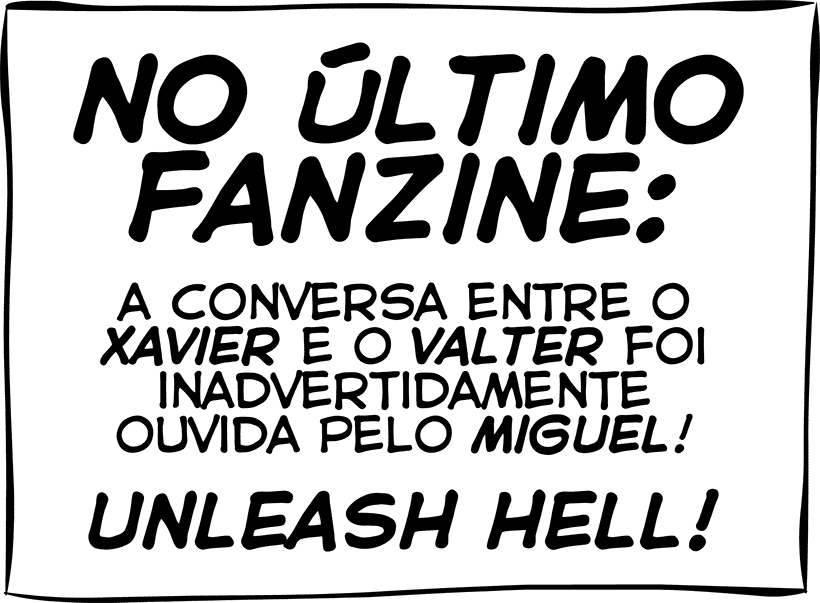 NO ÚLTIMO
FANZINE:
A CONVERSA ENTRE O
XAVIER E O VALTER FOI
INADVERTIDAMENTE
OUVIDA PELO MIGUEL!
UNLEASH HELL!